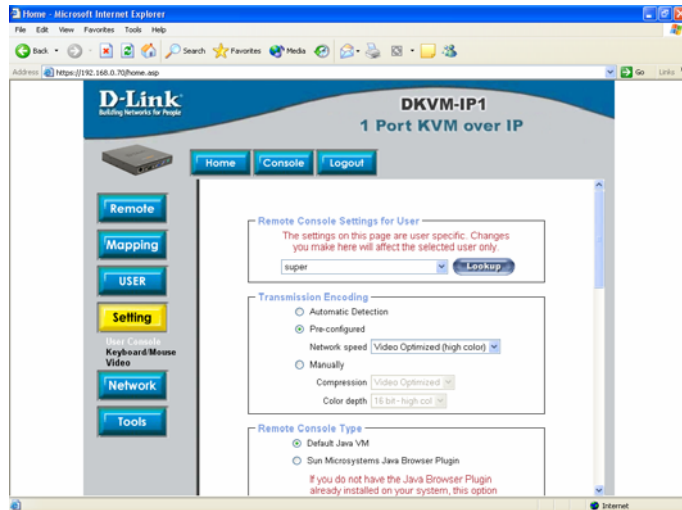 Home - Microsoft Internet Explorer
File Edit View Favorites Tools Help
Back Search Favorites Media
Address https://192.168.0.70/home.asp Go Links
D-Link
Building Networks for People
DKVM-IP1
1 Port KVM over IP
Home Console Logout
Remote
Mapping
USER
Setting
User Console
Keyboard/Mouse
Video
Network
Tools
Remote Console Settings for User
The settings on this page are user specific. Changes
you make here will affect the selected user only.
super Lookup
Transmission Encoding
Automatic Detection
Pre-configured
Network speed Video Optimized (high color)
Manually
Compression Video Optimized
Color depth 16 bit-high col
Remote Console Type
Default Java VM
Sun Microsystems Java Browser Plugin
If you do not have the Java Browser Plugin
already installed on your system, this option
Internet